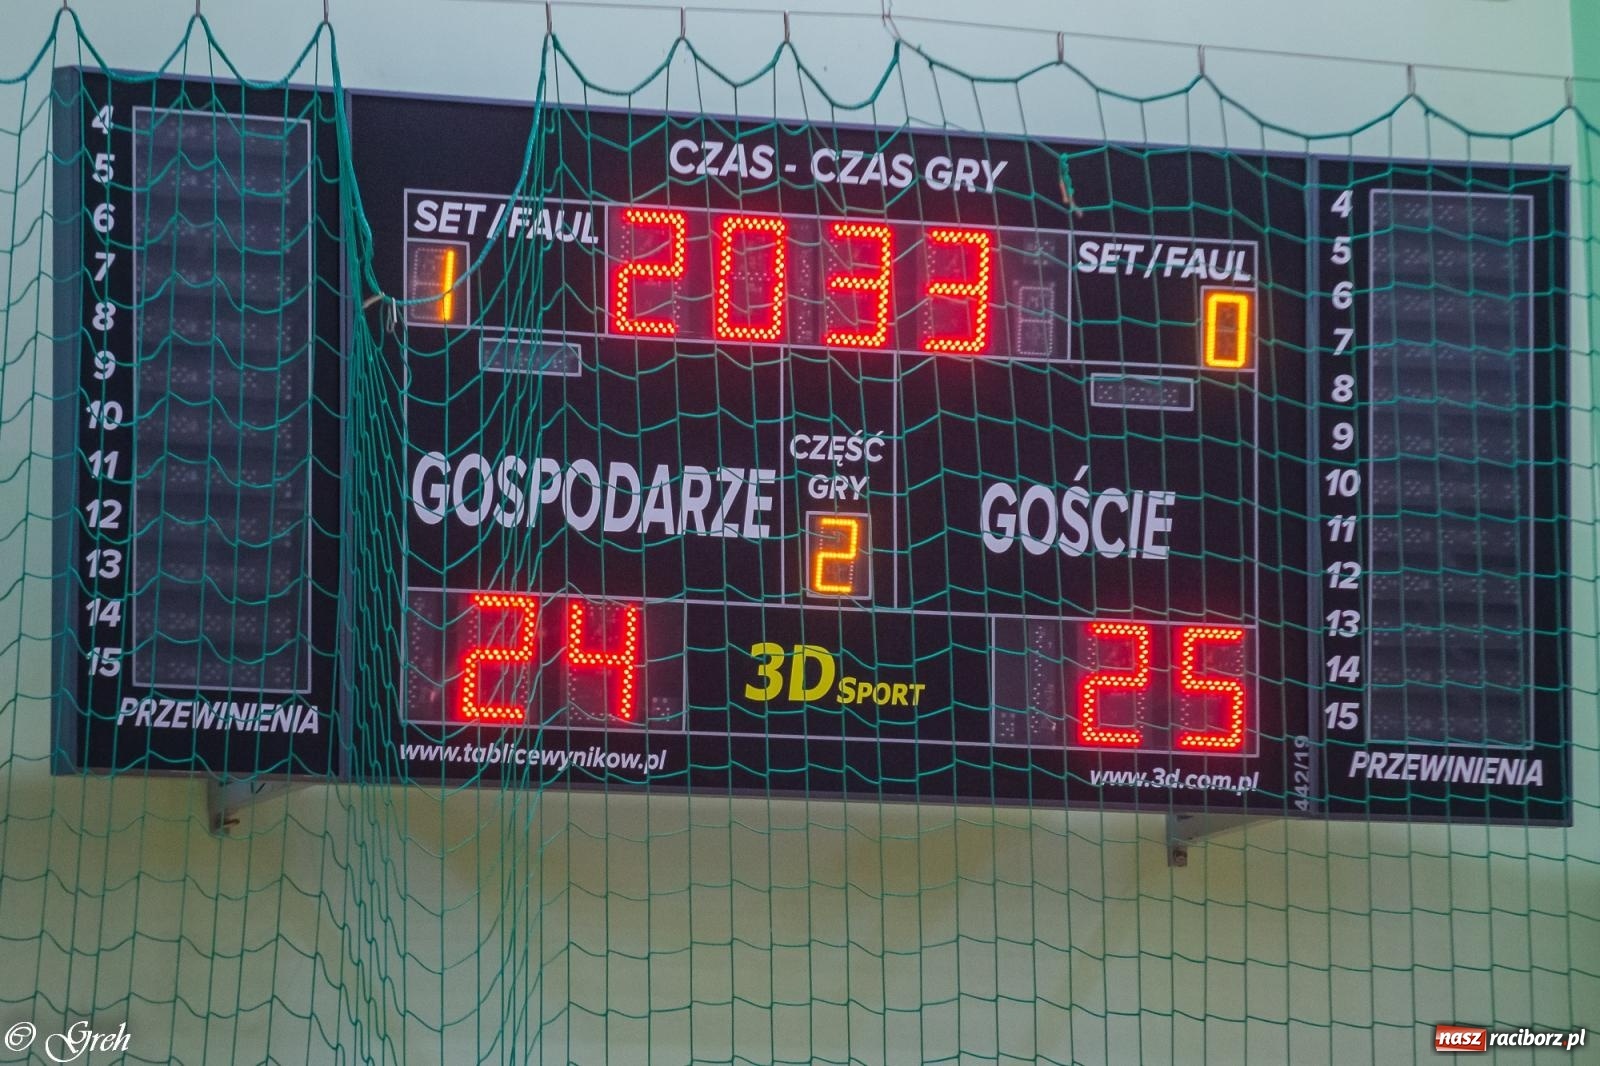 CZAS - CZAS GRY
SET / FAUL
2033
SET / FAUL
1
0
4
5
6
7
8
9
10
11
12
13
14
15
PRZEWINIENIA
GOSPODARZE
CZĘŚĆ
GRY
2
GOŚCIE
24
3D SPORT
25
www.tablicewynikow.pl
www.3d.com.pl
442/19
4
5
6
7
8
9
10
11
12
13
14
15
PRZEWINIENIA
© Greh
nasz raciborz.pl